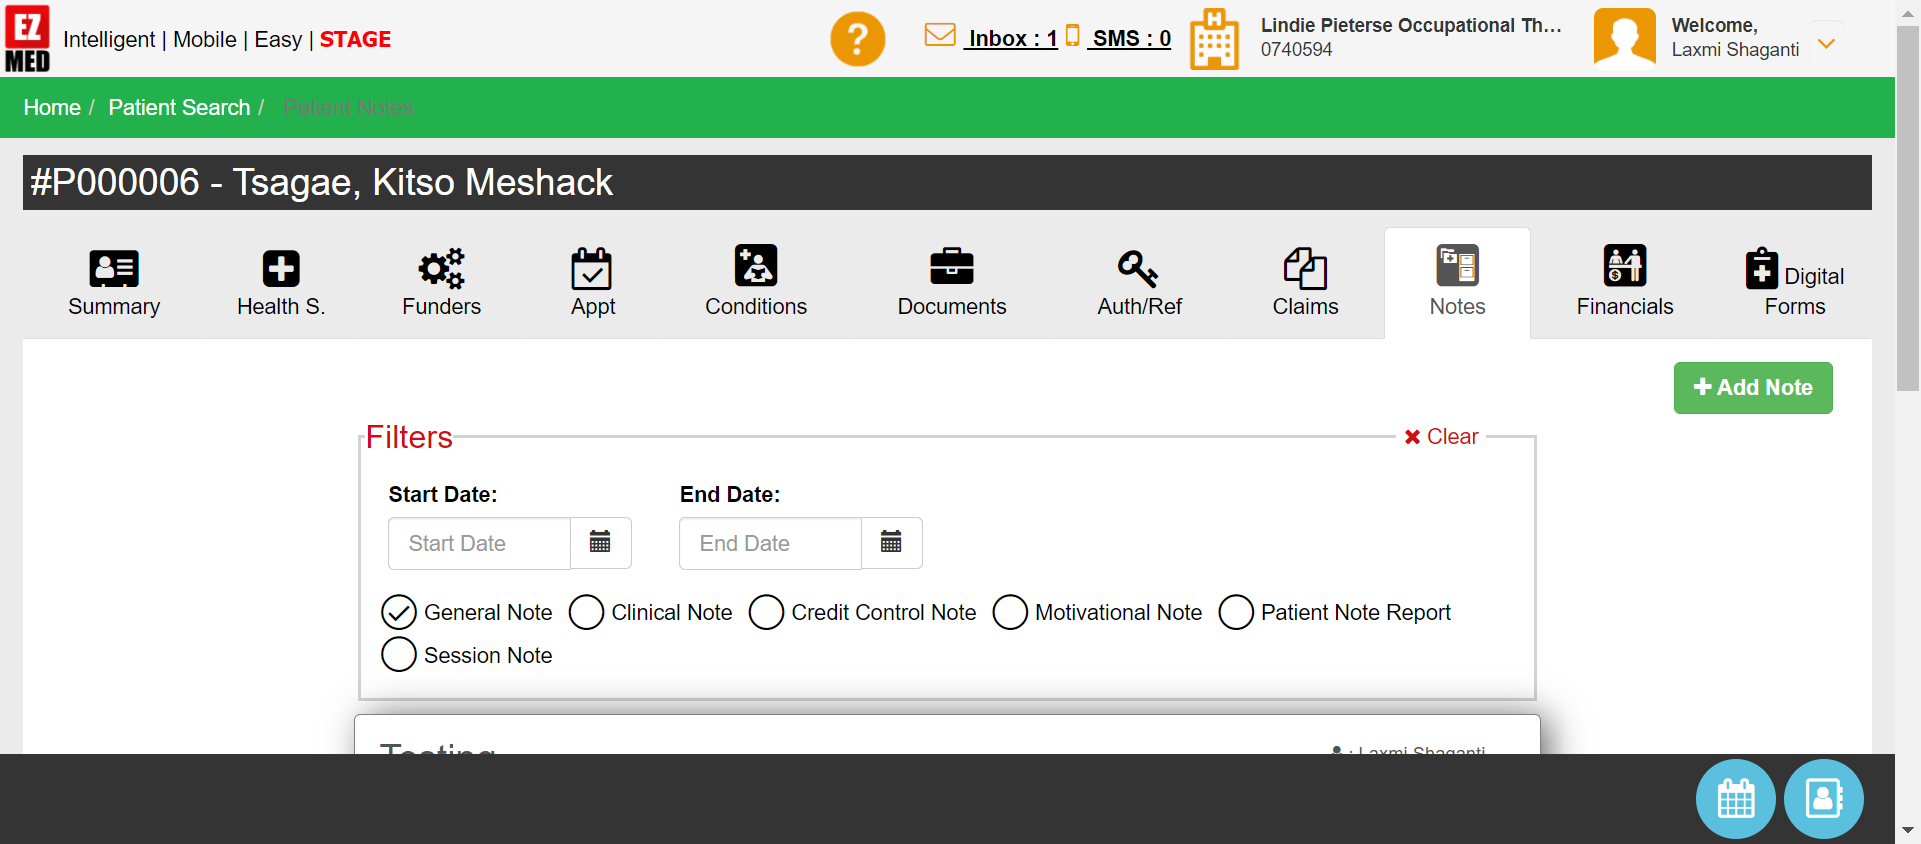 EZ
MED
Intelligent | Mobile | Easy | STAGE
?
Inbox : 1
SMS : 0
H
Lindie Pieterse Occupational Th...
0740594
Welcome,
Laxmi Shaganti
Home / Patient Search / Patient Notes
#P000006 - Tsagae, Kitso Meshack
Summary
Health S.
Funders
Appt
Conditions
Documents
Auth/Ref
Claims
Notes
Financials
Digital
Forms
Add Note
Filters
Clear
Start Date:
End Date:
Start Date
End Date
General Note
Clinical Note
Credit Control Note
Motivational Note
Patient Note Report
Session Note
Testing
: Laxmi Shaganti